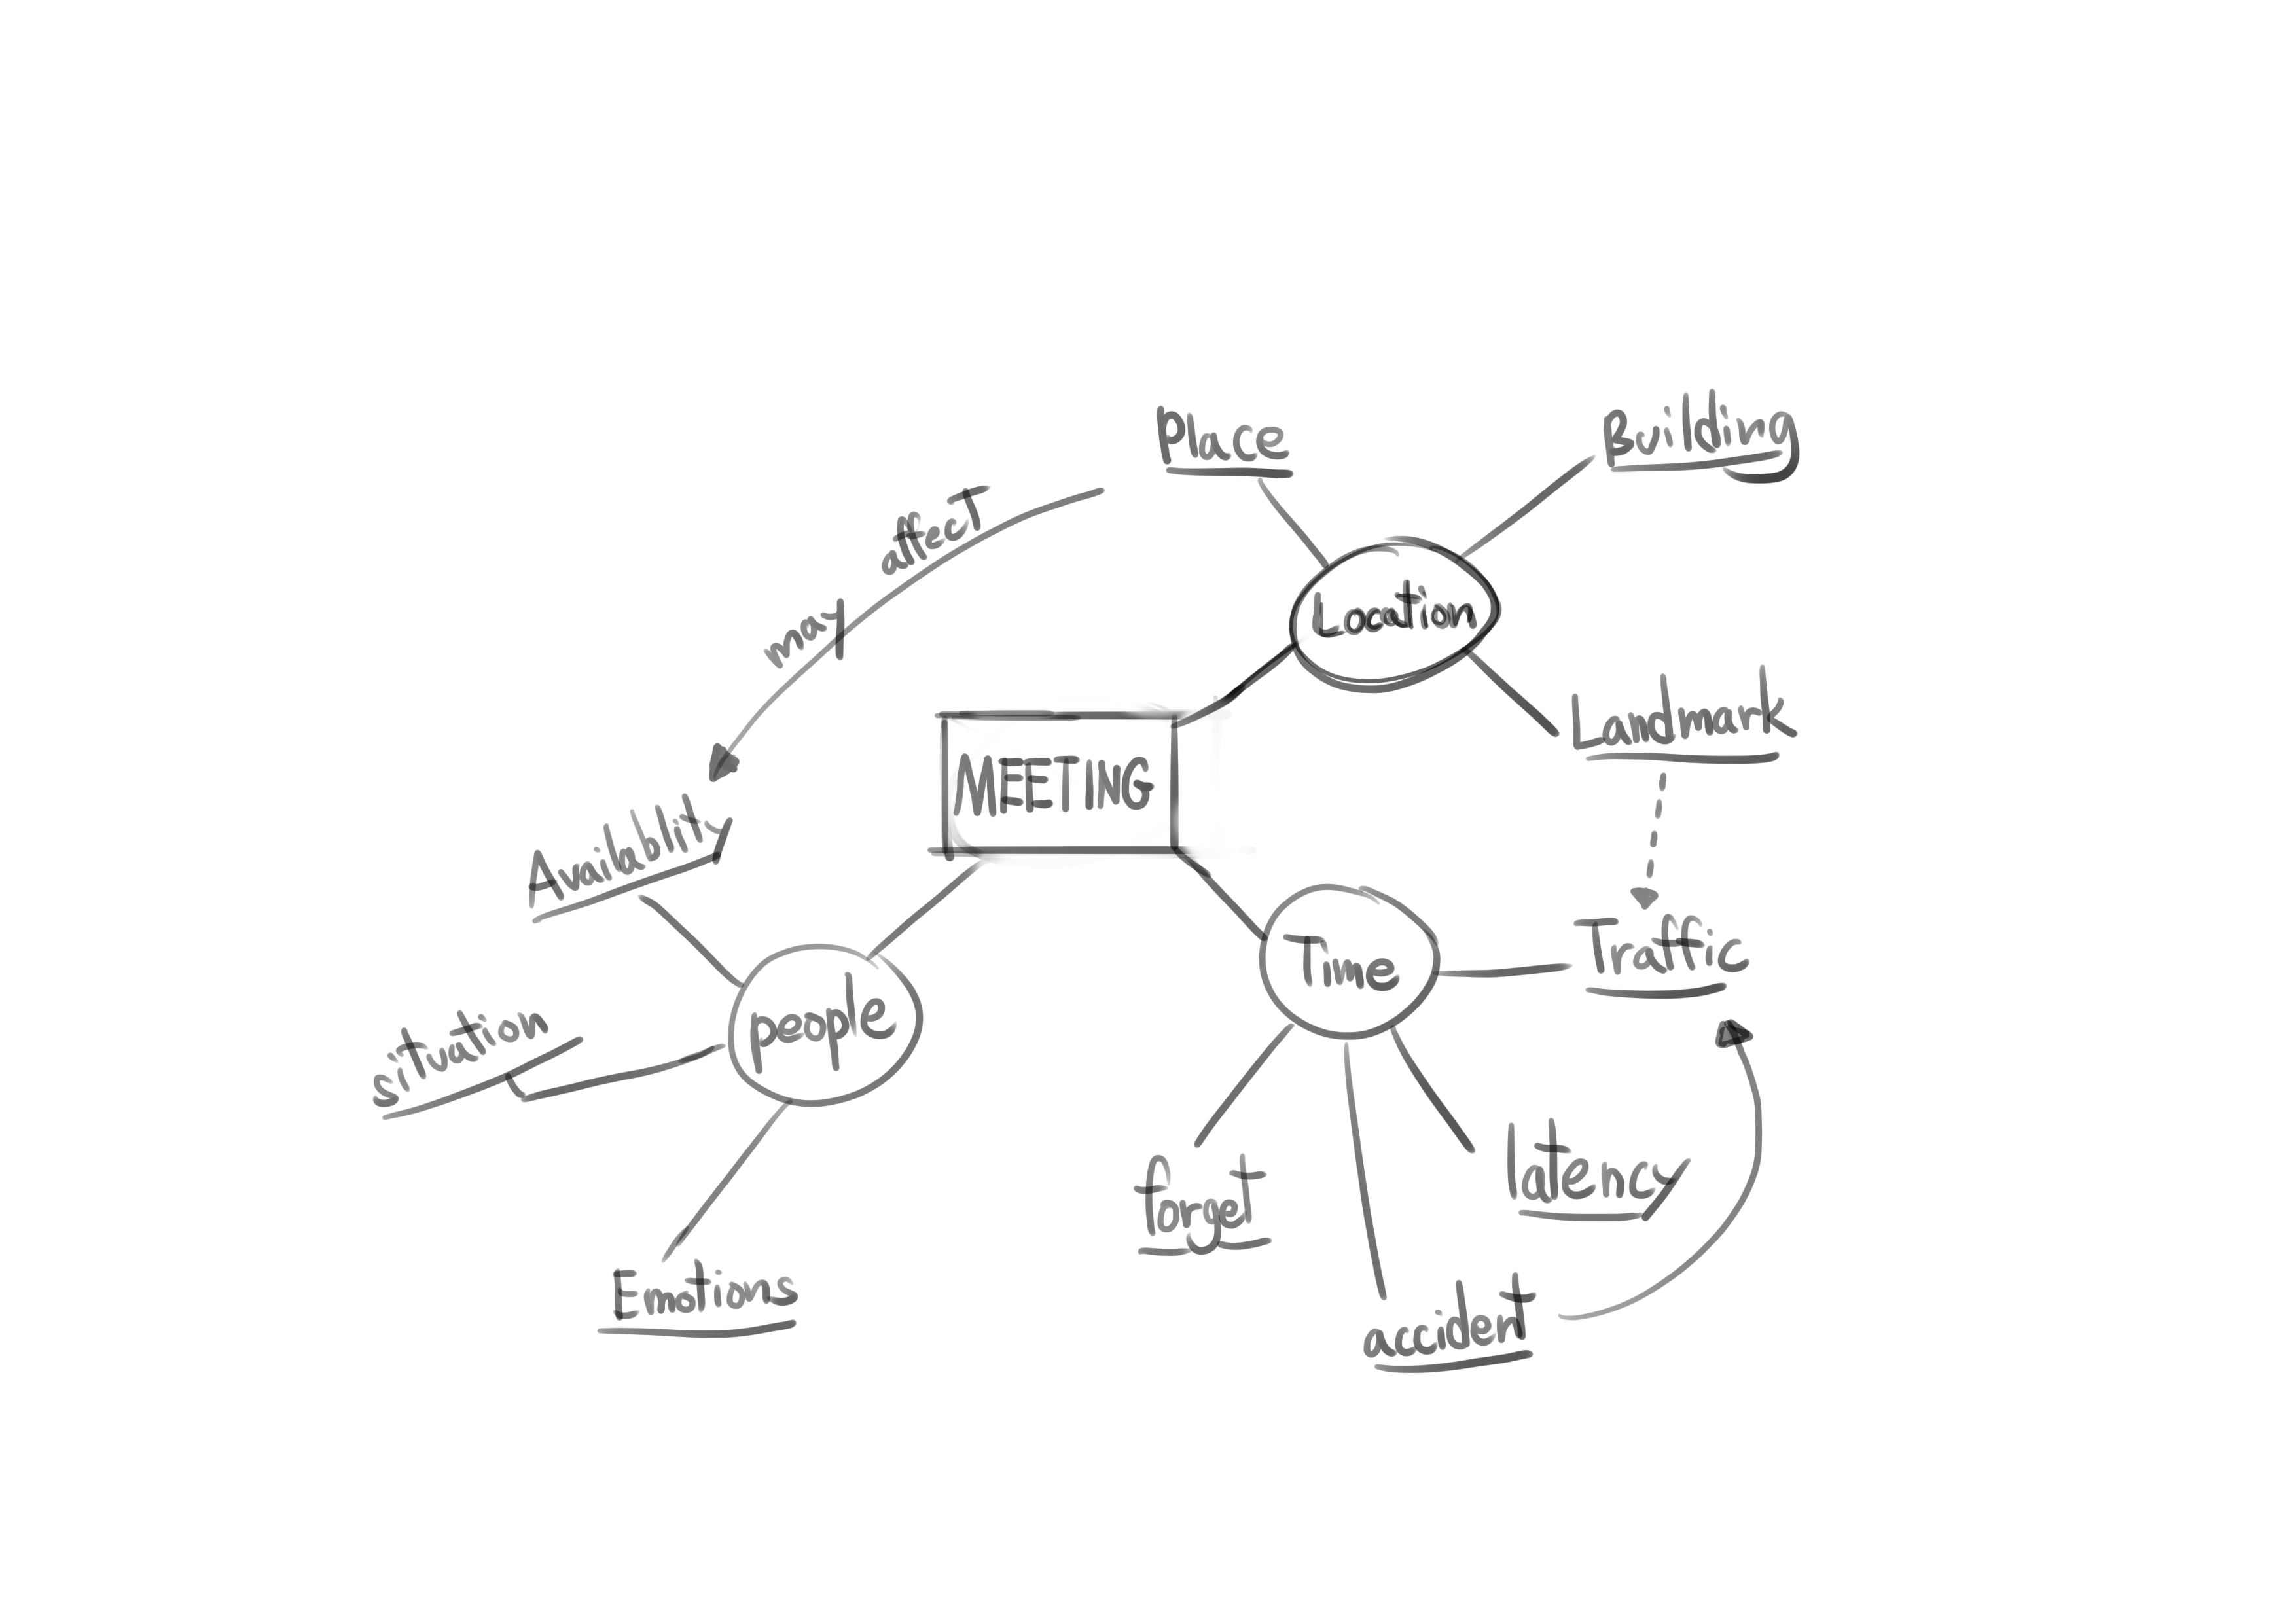 Place
Building
may affect
Location
Landmark
MEETING
Availablity
Traffic
Time
people
situation
latency
forget
Emotions
accident